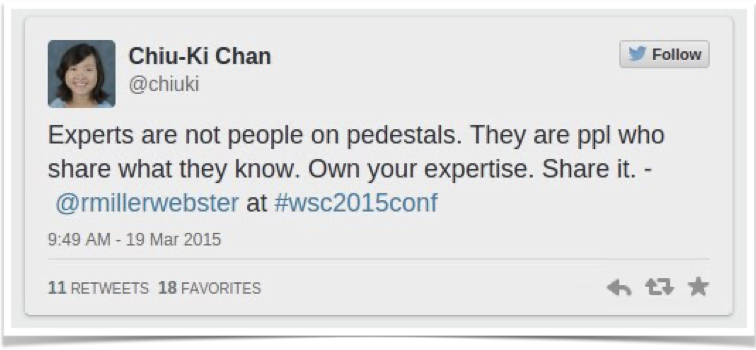 Chiu-Ki Chan
Follow
@chiuki
Experts are not people on pedestals. They are ppl who
share what they know. Own your expertise. Share it. -
@rmillerwebster at #wsc2015conf
9:49 AM - 19 Mar 2015
11 RETWEETS 18 FAVORITES